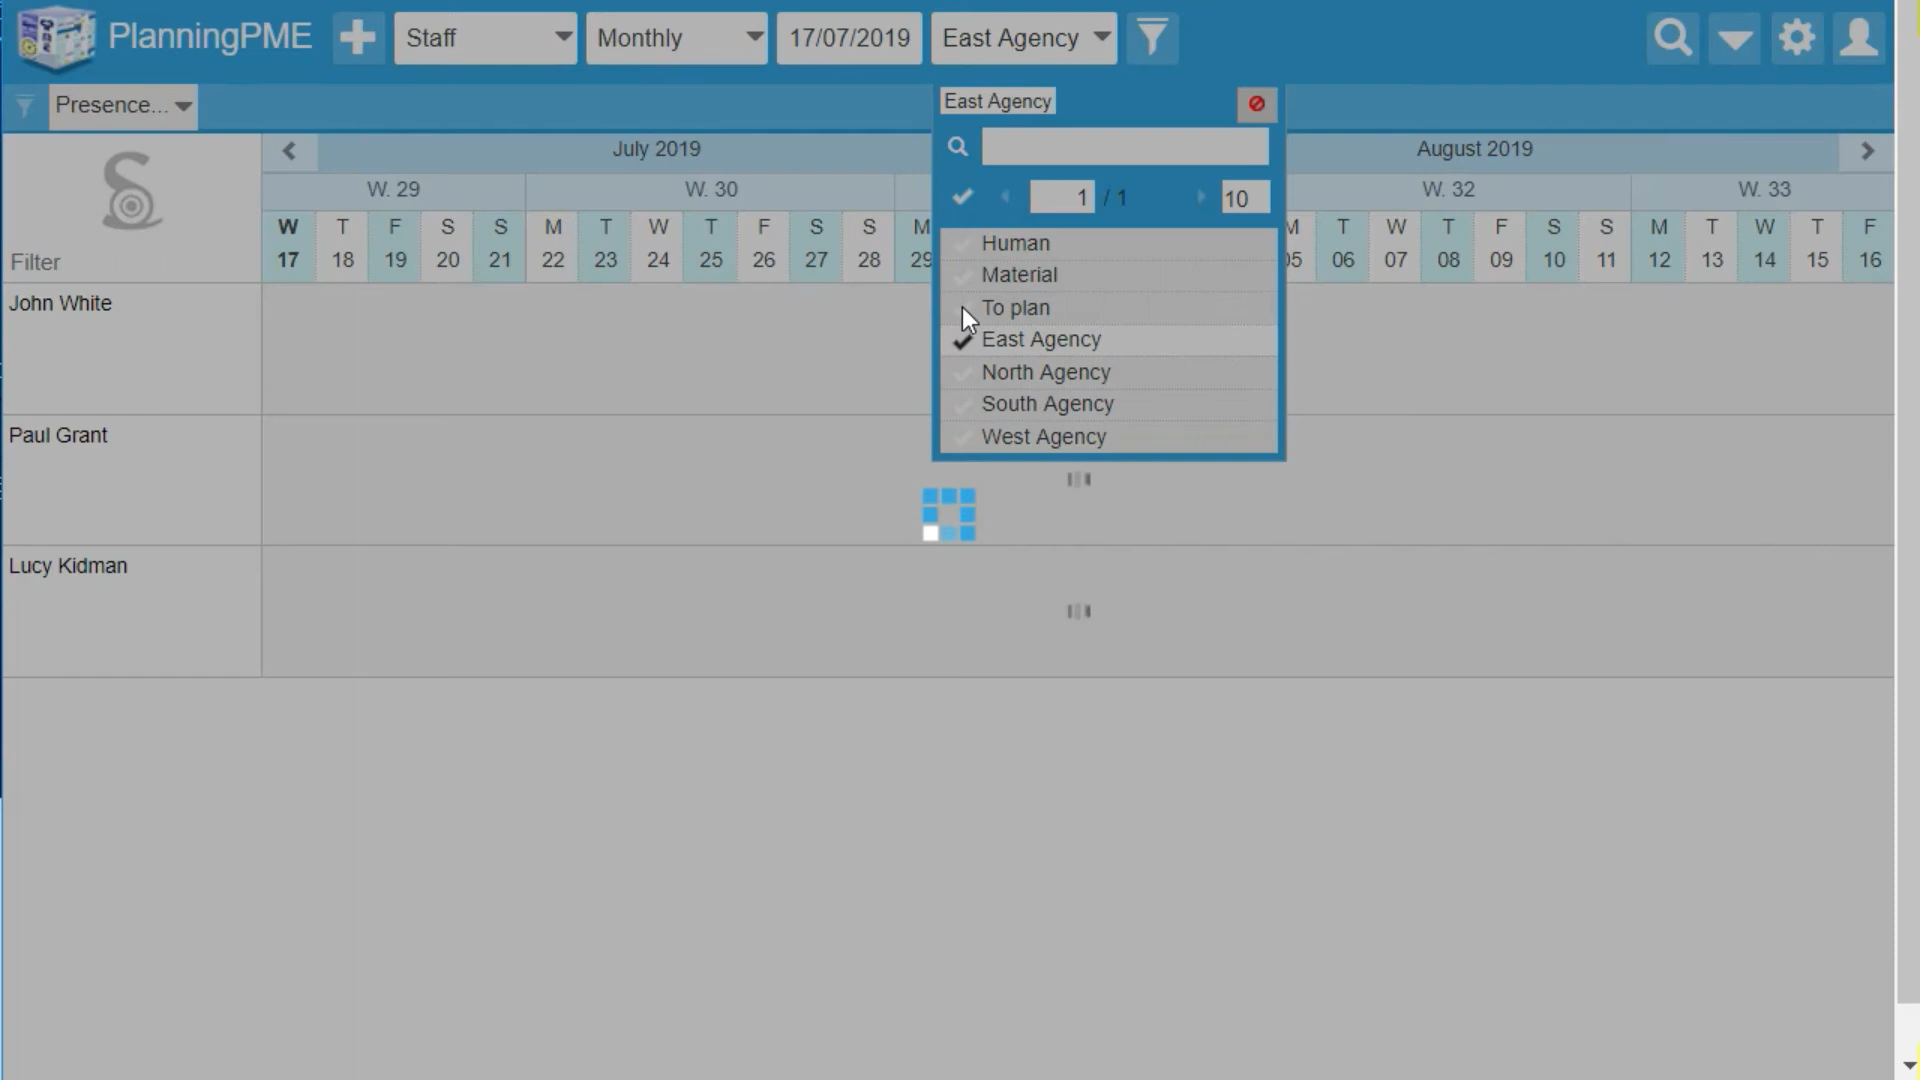 PlanningPME Staff Monthly 17/07/2019 East Agency
Presence... East Agency
July 2019 August 2019
1 / 1 10
W. 29 W. 30 W. 32 W. 33
W T F S S M T W T F S S M M T W T F S S M T W T F
Filter 17 18 19 20 21 22 23 24 25 26 27 28 29 05 06 07 08 09 10 11 12 13 14 15 16
Human
Material
To plan
East Agency
North Agency
South Agency
West Agency
John White
Paul Grant
Lucy Kidman